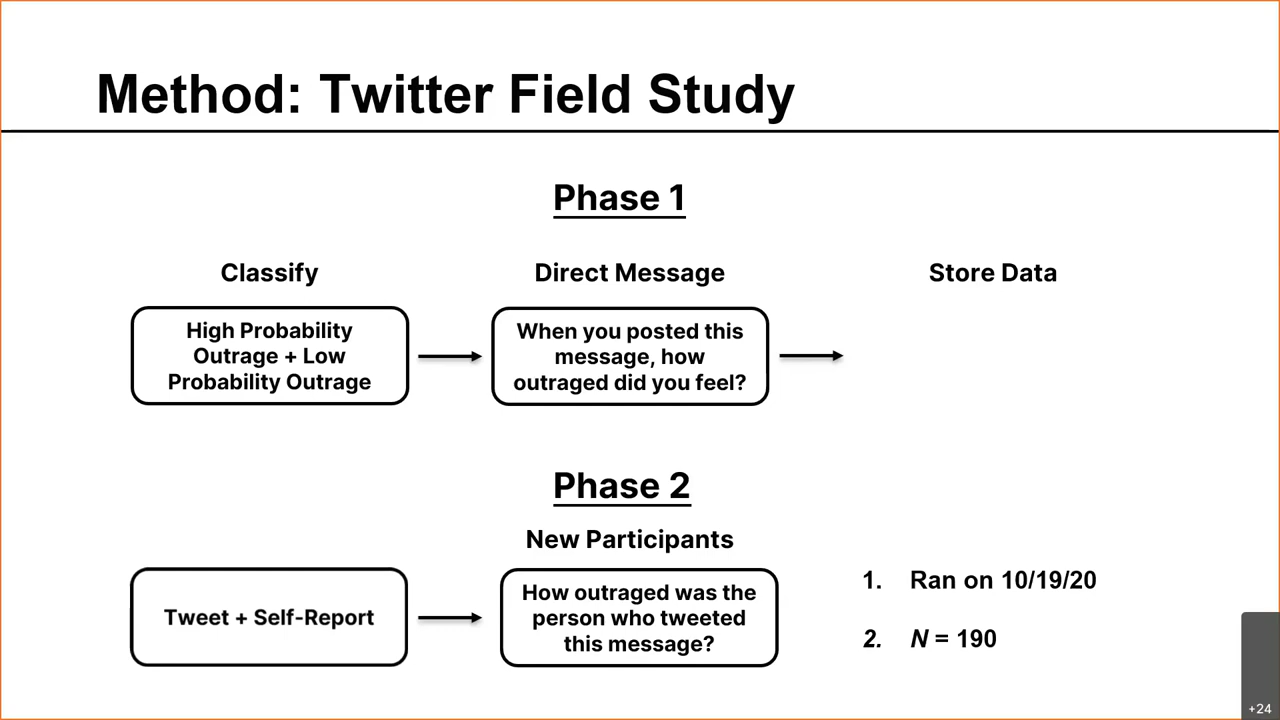 Method: Twitter Field Study
Phase 1
Classify
Direct Message
Store Data
High Probability
Outrage + Low
Probability Outrage
When you posted this
message, how
outraged did you feel?
Phase 2
New Participants
Tweet + Self-Report
How outraged was the
person who tweeted
this message?
1. Ran on 10/19/20
2. N = 190
+24